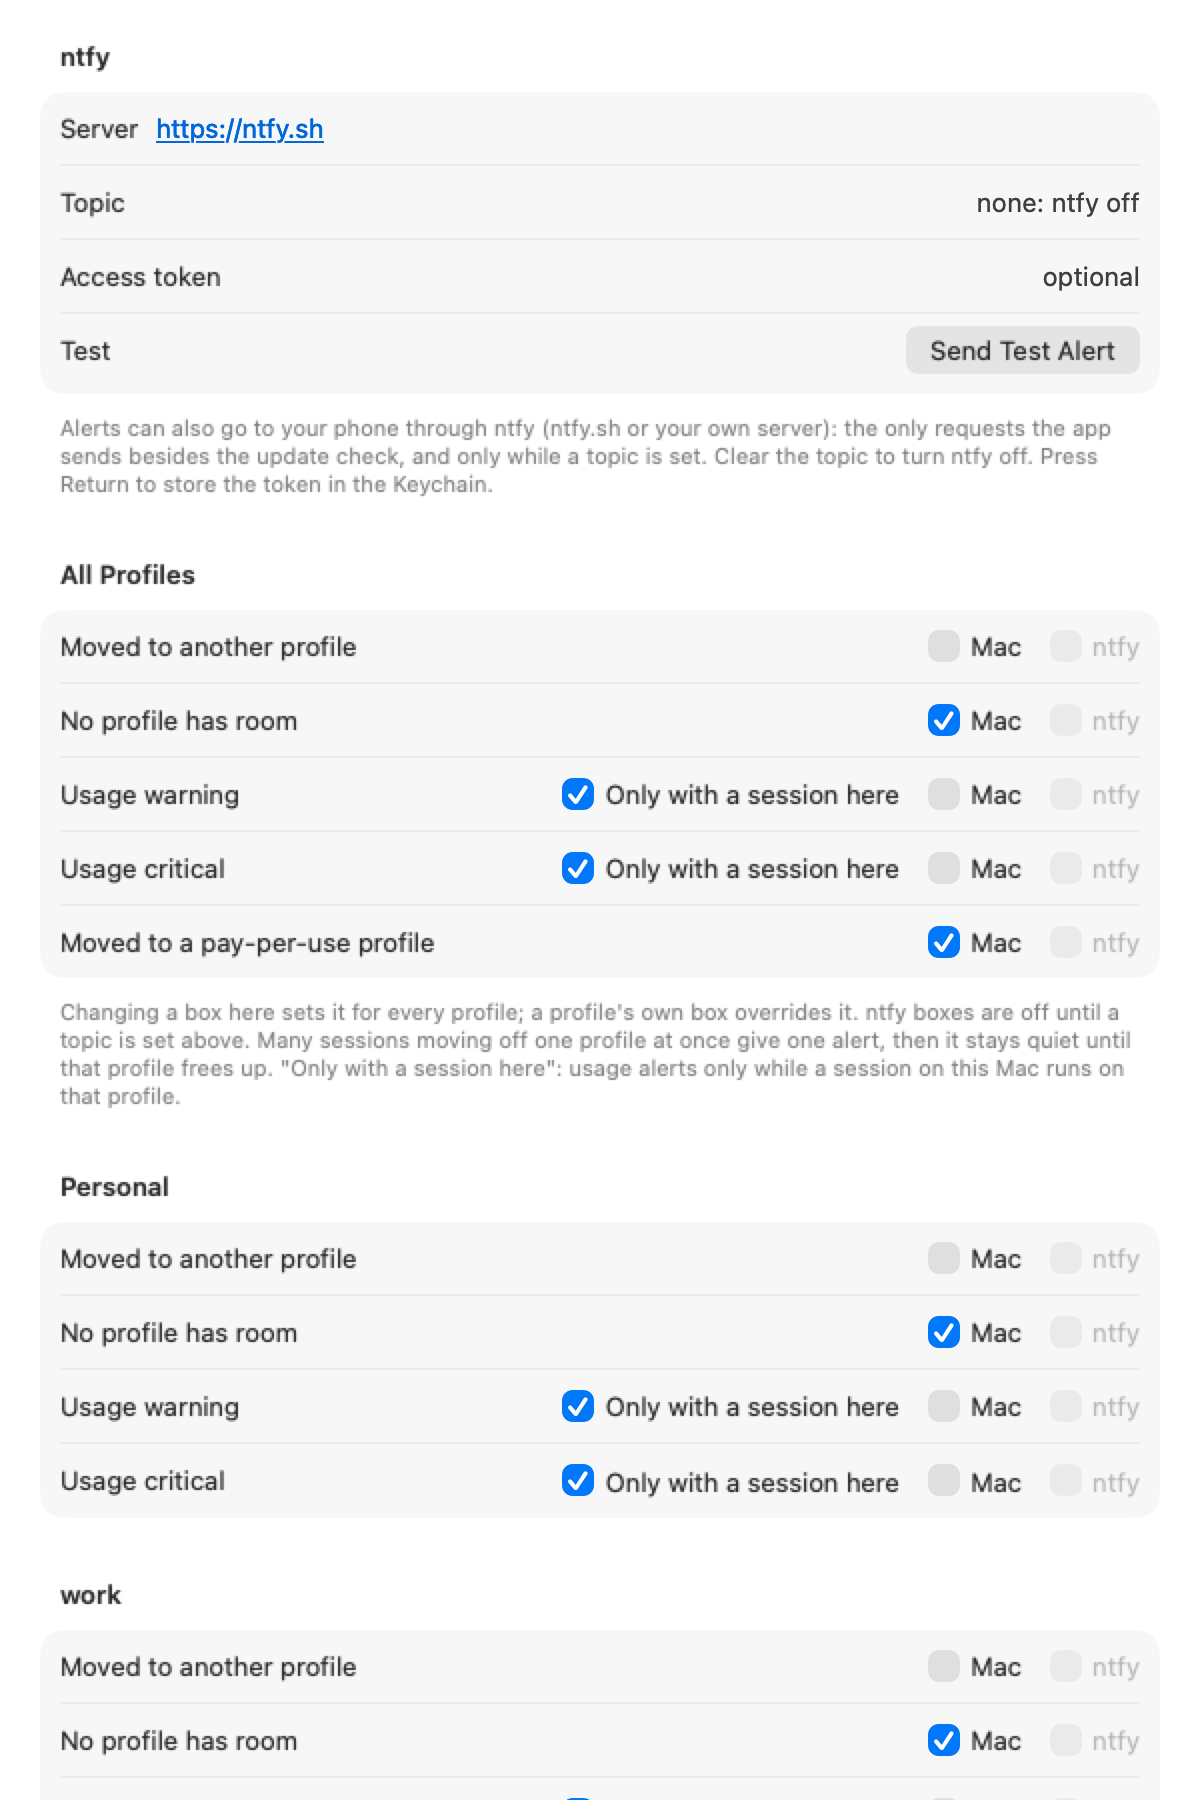 ntfy
Server https://ntfy.sh
Topic none: ntfy off
Access token optional
Test Send Test Alert
Alerts can also go to your phone through ntfy (ntfy.sh or your own server): the only requests the app
sends besides the update check, and only while a topic is set. Clear the topic to turn ntfy off. Press
Return to store the token in the Keychain.
All Profiles
Moved to another profile Mac ntfy
No profile has room Mac ntfy
Usage warning Only with a session here Mac ntfy
Usage critical Only with a session here Mac ntfy
Moved to a pay-per-use profile Mac ntfy
Changing a box here sets it for every profile; a profile's own box overrides it. ntfy boxes are off until a
topic is set above. Many sessions moving off one profile at once give one alert, then it stays quiet until
that profile frees up. "Only with a session here": usage alerts only while a session on this Mac runs on
that profile.
Personal
Moved to another profile Mac ntfy
No profile has room Mac ntfy
Usage warning Only with a session here Mac ntfy
Usage critical Only with a session here Mac ntfy
work
Moved to another profile Mac ntfy
No profile has room Mac ntfy